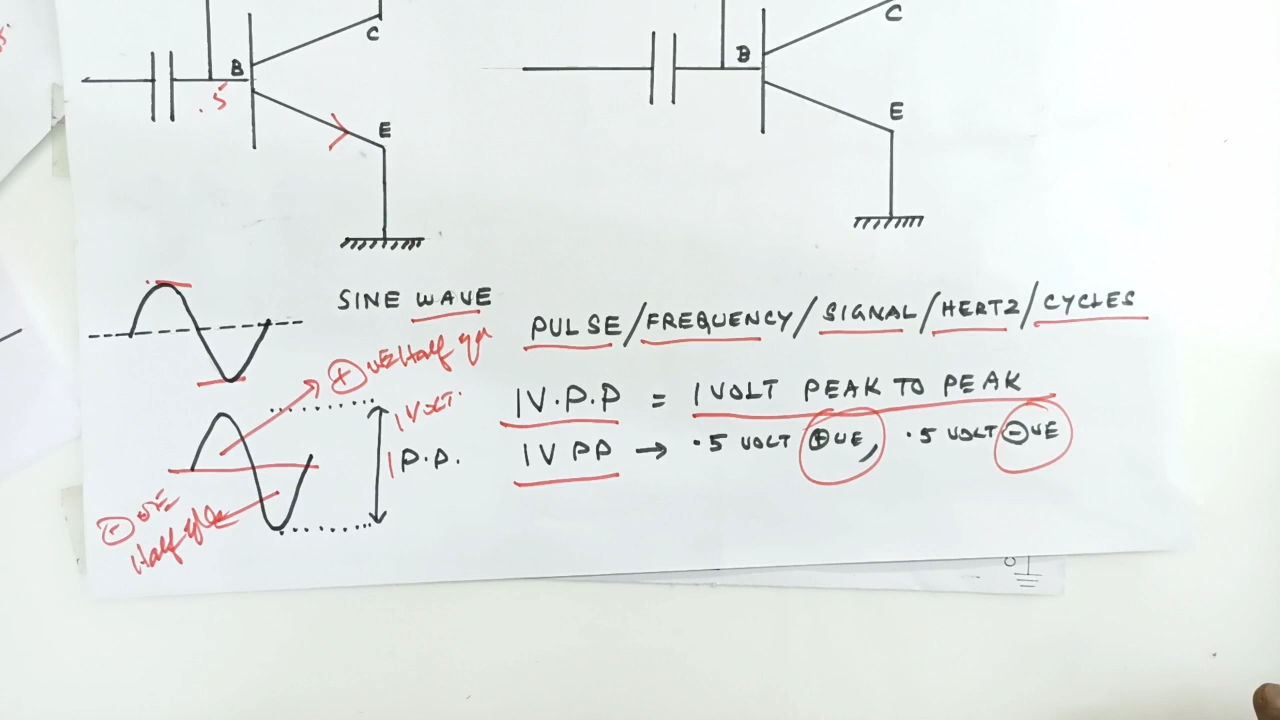 C
C
B
B
.5
E
E
SINE WAVE
PULSE/FREQUENCY/SIGNAL/HERTZ/CYCLES
+ VE Half
1 VOLT.
1 P.P.
1V.P.P = 1 VOLT PEAK TO PEAK
1V PP → .5 VOLT + VE, .5 VOLT - VE
- VE
Half cycle